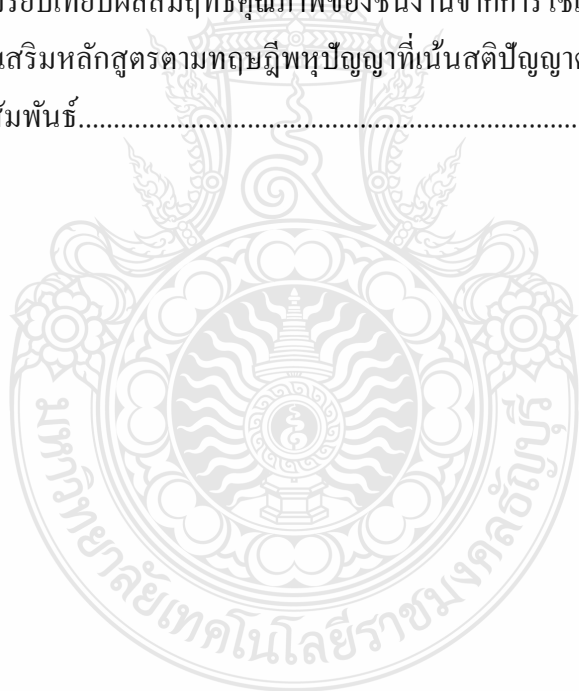 รียบเทียบผลสัมฤทธิ์คุณภาพของชิ้นงานจากการใช้
เสริมหลักสูตรตามทฤษฎีพหุปัญญาที่เน้นสติปัญญา
สัมพันธ์......................................................................
มหาวิทยาลัยเทคโนโลยีราชมงคลธัญบุรี